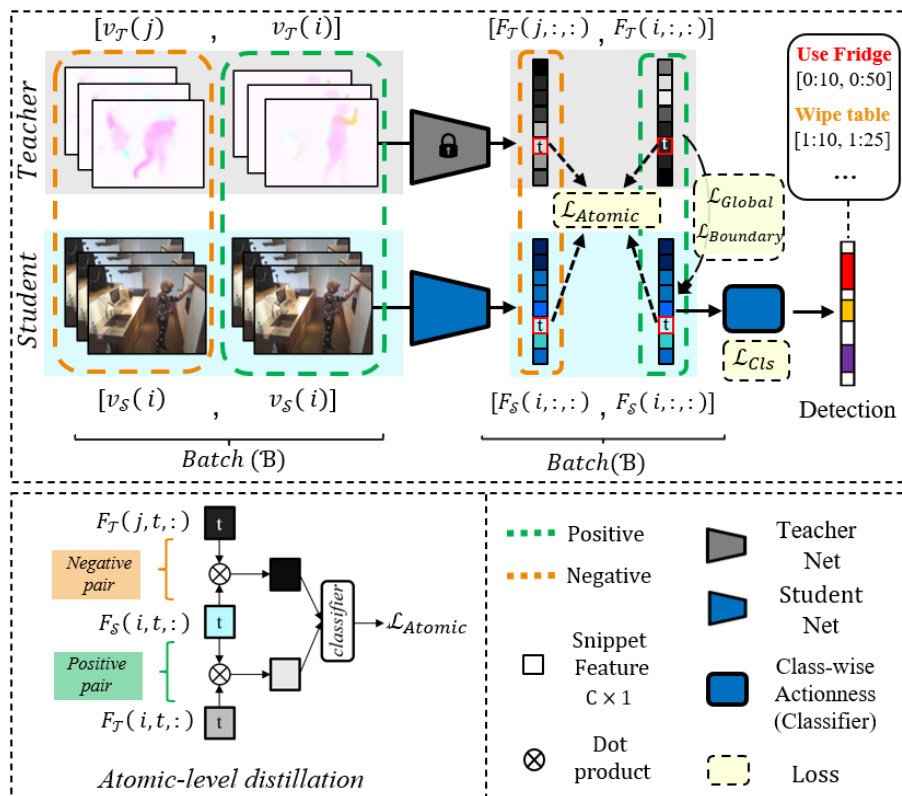 [v_𝒯(j) , v_𝒯(i)]
[F_𝒯(j,:,:) , F_𝒯(i,:,:)]
Teacher
Use Fridge
[0:10, 0:50]
Wipe table
[1:10, 1:25]
...
t
t
ℒ_Atomic
ℒ_Global
ℒ_Boundary
Student
t
t
ℒ_Cls
[v_𝒮(i) , v_𝒮(i)]
[F_𝒮(i,:,:) , F_𝒮(i,:,:)]
Detection
Batch (B)
Batch(B)
F_𝒯(j,t,:)
t
Negative
pair
F_𝒮(i,t,:)
t
classifier
ℒ_Atomic
Positive
pair
F_𝒯(i,t,:)
t
Atomic-level distillation
Positive
Negative
Snippet
Feature
C × 1
Dot
product
Teacher
Net
Student
Net
Class-wise
Actionness
(Classifier)
Loss